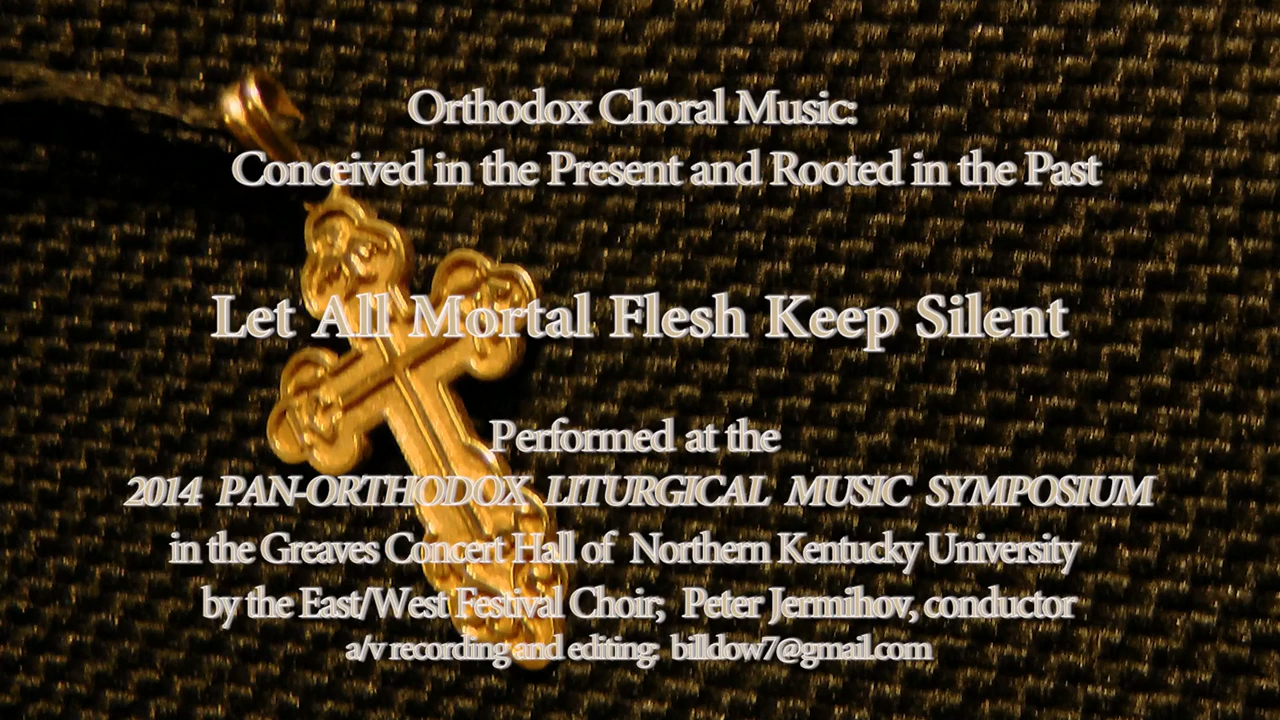 Orthodox Choral Music:
Conceived in the Present and Rooted in the Past
Let All Mortal Flesh Keep Silent
Performed at the
2014 PAN-ORTHODOX LITURGICAL MUSIC SYMPOSIUM
in the Greaves Concert Hall of Northern Kentucky University
by the East/West Festival Choir; Peter Jermihov, conductor
a/v recording and editing: billdow7@gmail.com